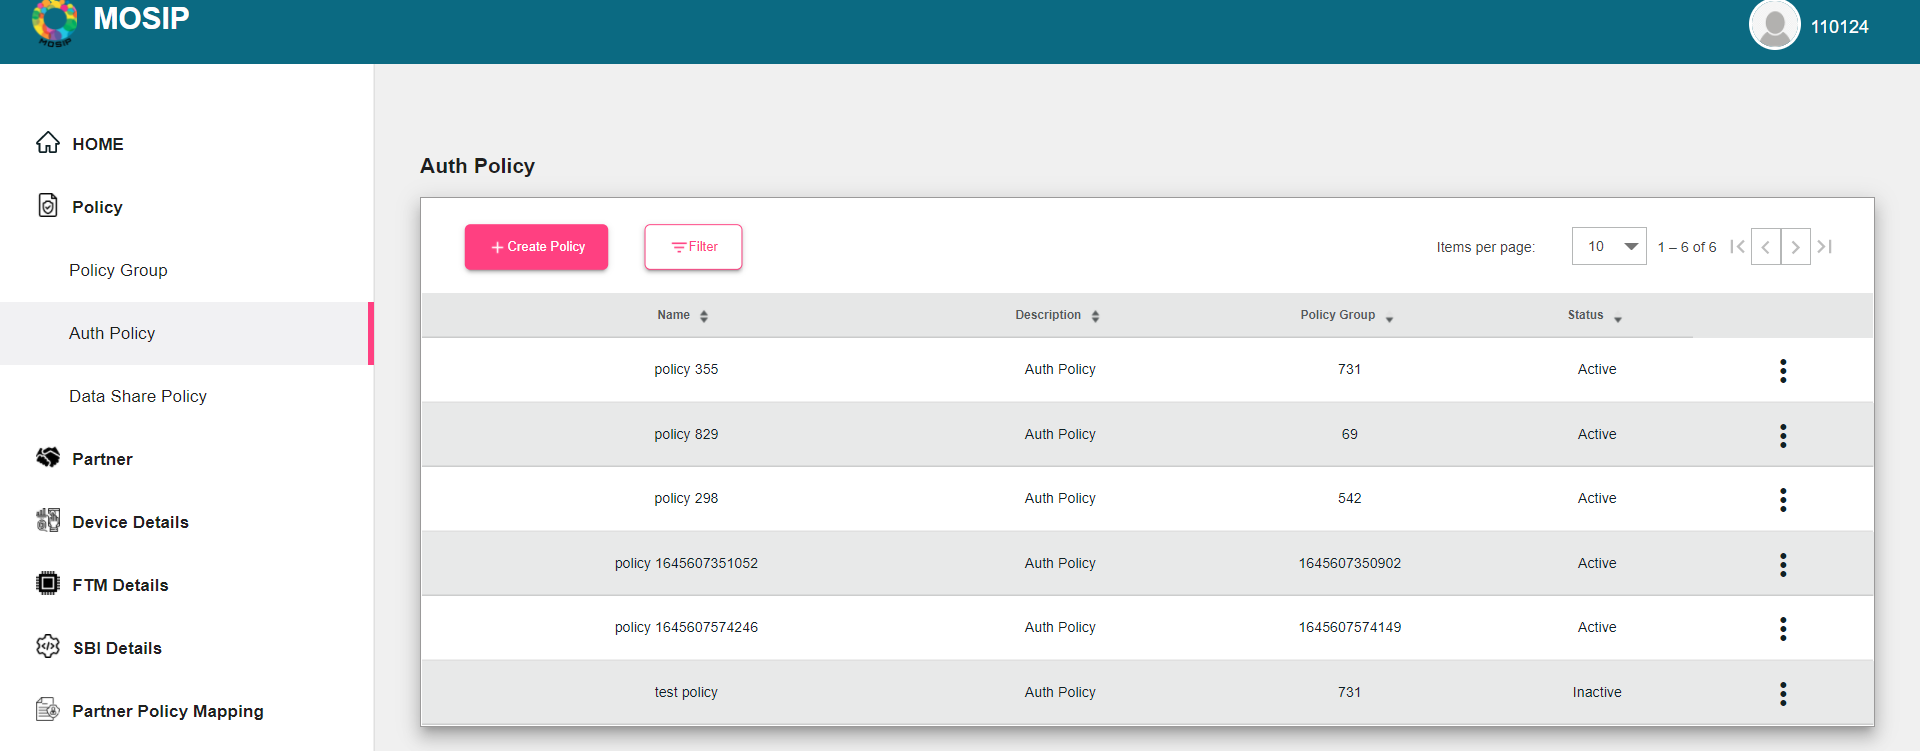 MOSIP
MOSIP
110124
HOME
Policy
Policy Group
Auth Policy
Data Share Policy
Partner
Device Details
FTM Details
SBI Details
Partner Policy Mapping
Auth Policy
+ Create Policy
Filter
Items per page: 10 1 – 6 of 6
Name Description Policy Group Status
policy 355 Auth Policy 731 Active
policy 829 Auth Policy 69 Active
policy 298 Auth Policy 542 Active
policy 1645607351052 Auth Policy 1645607350902 Active
policy 1645607574246 Auth Policy 1645607574149 Active
test policy Auth Policy 731 Inactive